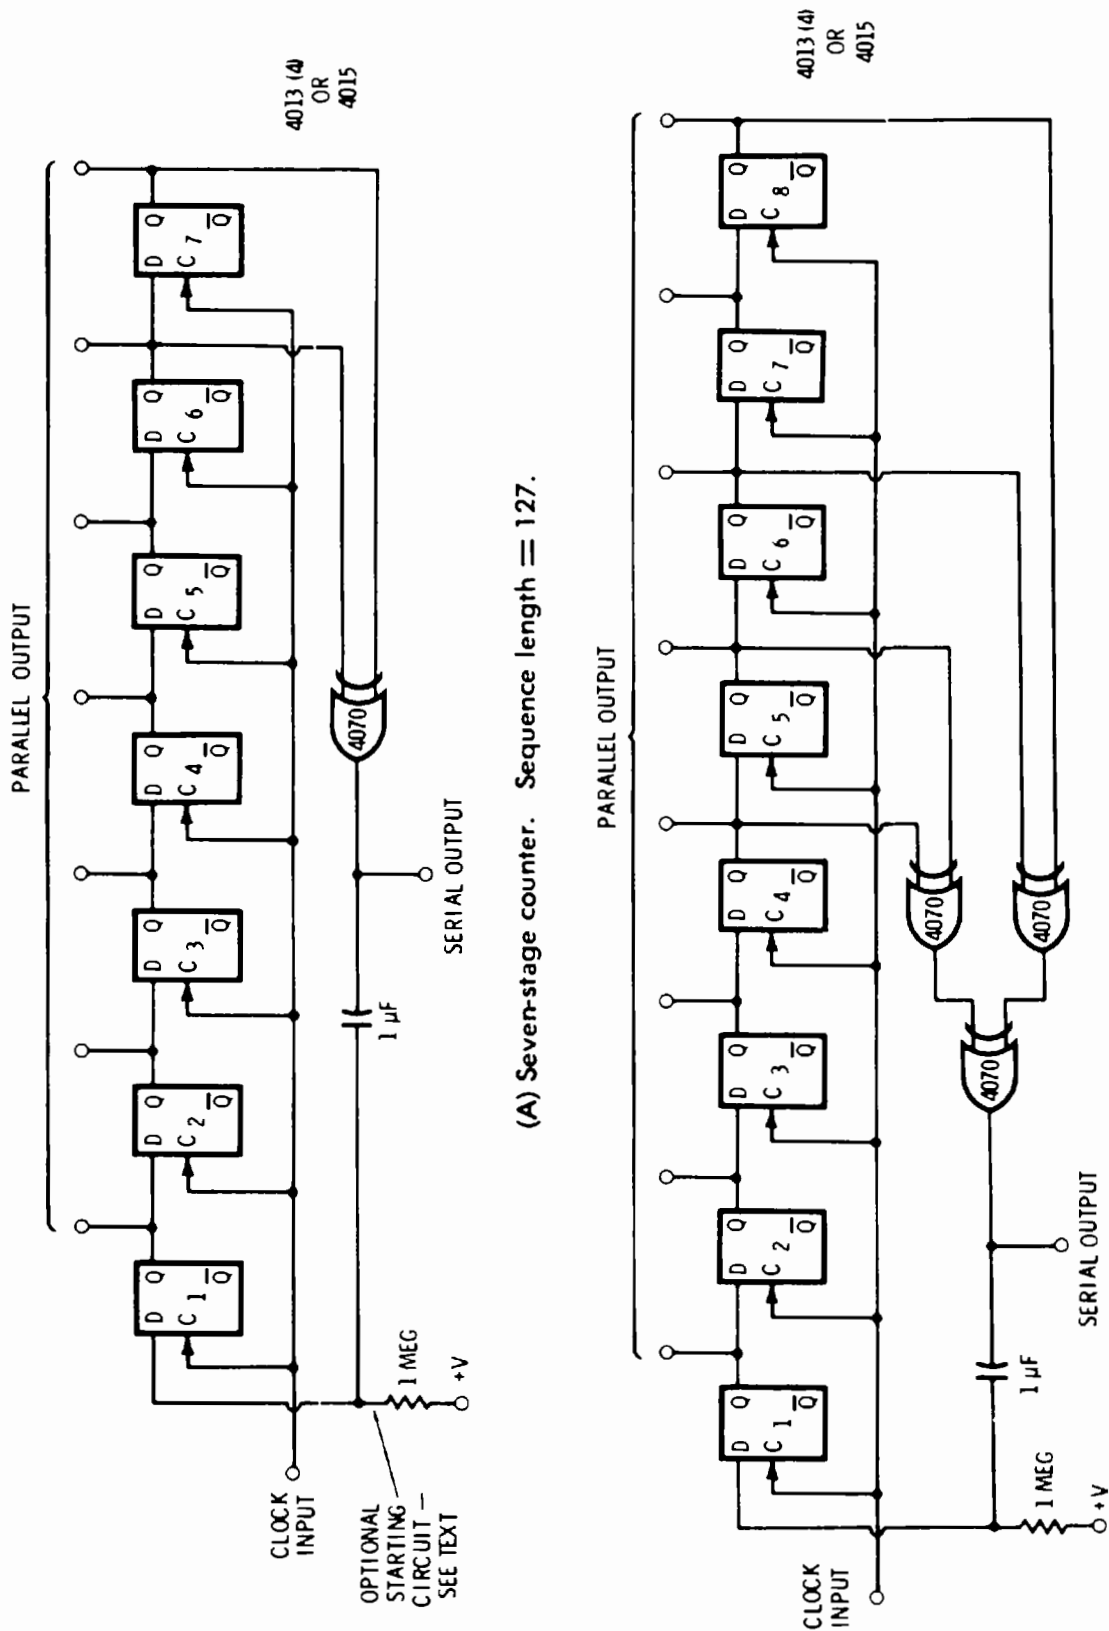 PARALLEL OUTPUT
4013 (4)
OR
4015
D Q
C 1 Q̅
D Q
C 2 Q̅
D Q
C 3 Q̅
D Q
C 4 Q̅
D Q
C 5 Q̅
D Q
C 6 Q̅
D Q
C 7 Q̅
CLOCK
INPUT
OPTIONAL
STARTING
CIRCUIT —
SEE TEXT
1 MEG
+V
1 µF
4070
SERIAL OUTPUT
(A) Seven-stage counter. Sequence length = 127.
PARALLEL OUTPUT
4013 (4)
OR
4015
D Q
C 1 Q̅
D Q
C 2 Q̅
D Q
C 3 Q̅
D Q
C 4 Q̅
D Q
C 5 Q̅
D Q
C 6 Q̅
D Q
C 7 Q̅
D Q
C 8 Q̅
CLOCK
INPUT
1 MEG
+V
1 µF
4070
4070
4070
SERIAL OUTPUT